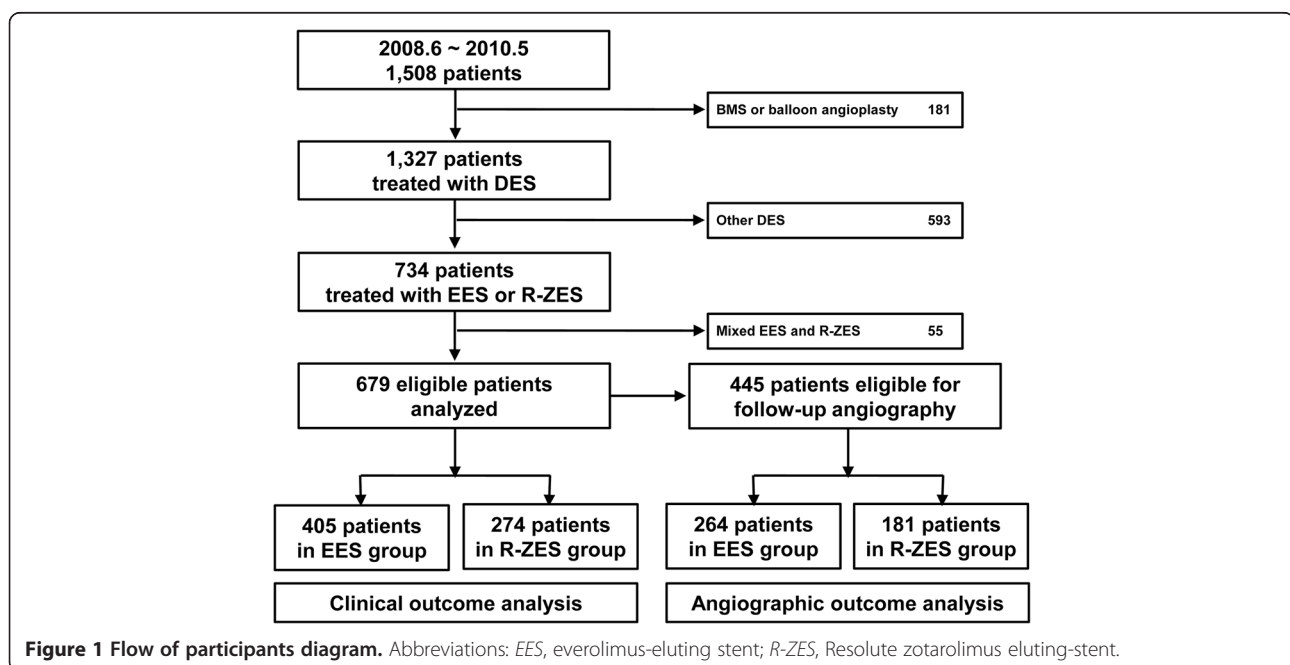 2008.6 ~ 2010.5
1,508 patients
BMS or balloon angioplasty 181
1,327 patients
treated with DES
Other DES 593
734 patients
treated with EES or R-ZES
Mixed EES and R-ZES 55
679 eligible patients
analyzed
445 patients eligible for
follow-up angiography
405 patients
in EES group
274 patients
in R-ZES group
264 patients
in EES group
181 patients
in R-ZES group
Clinical outcome analysis
Angiographic outcome analysis
Figure 1 Flow of participants diagram. Abbreviations: EES, everolimus-eluting stent; R-ZES, Resolute zotarolimus eluting-stent.